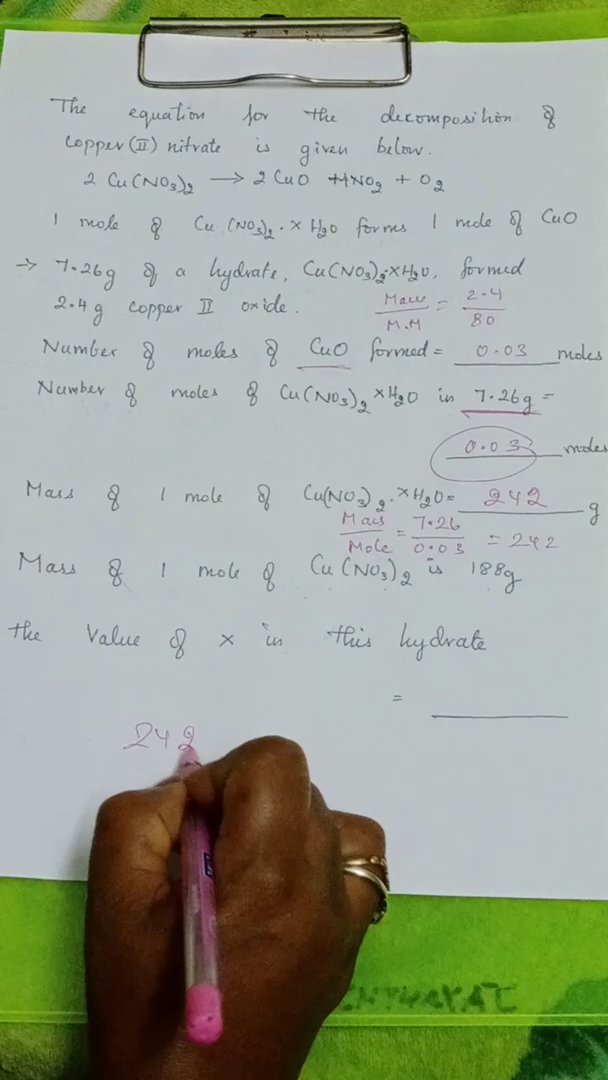 The equation for the decomposition of
Copper (II) nitrate is given below.
2 Cu(NO3)2 → 2 CuO + 4NO2 + O2
1 mole of Cu (NO3)2 . x H2O forms 1 mole of CuO
→ 7.26g of a hydrate, Cu(NO3)2.xH2O, formed
2.4g copper II oxide. Mass/M.M = 2.4/80
Number of moles of CuO formed = 0.03 moles
Number of moles of Cu(NO3)2 xH2O in 7.26g =
0.03 moles
Mass of 1 mole of Cu(NO3)2 . xH2O = 242 g
Mass/Mole = 7.26/0.03 = 242
Mass of 1 mole of Cu (NO3)2 is 188g
the Value of x in this hydrate
= 
242